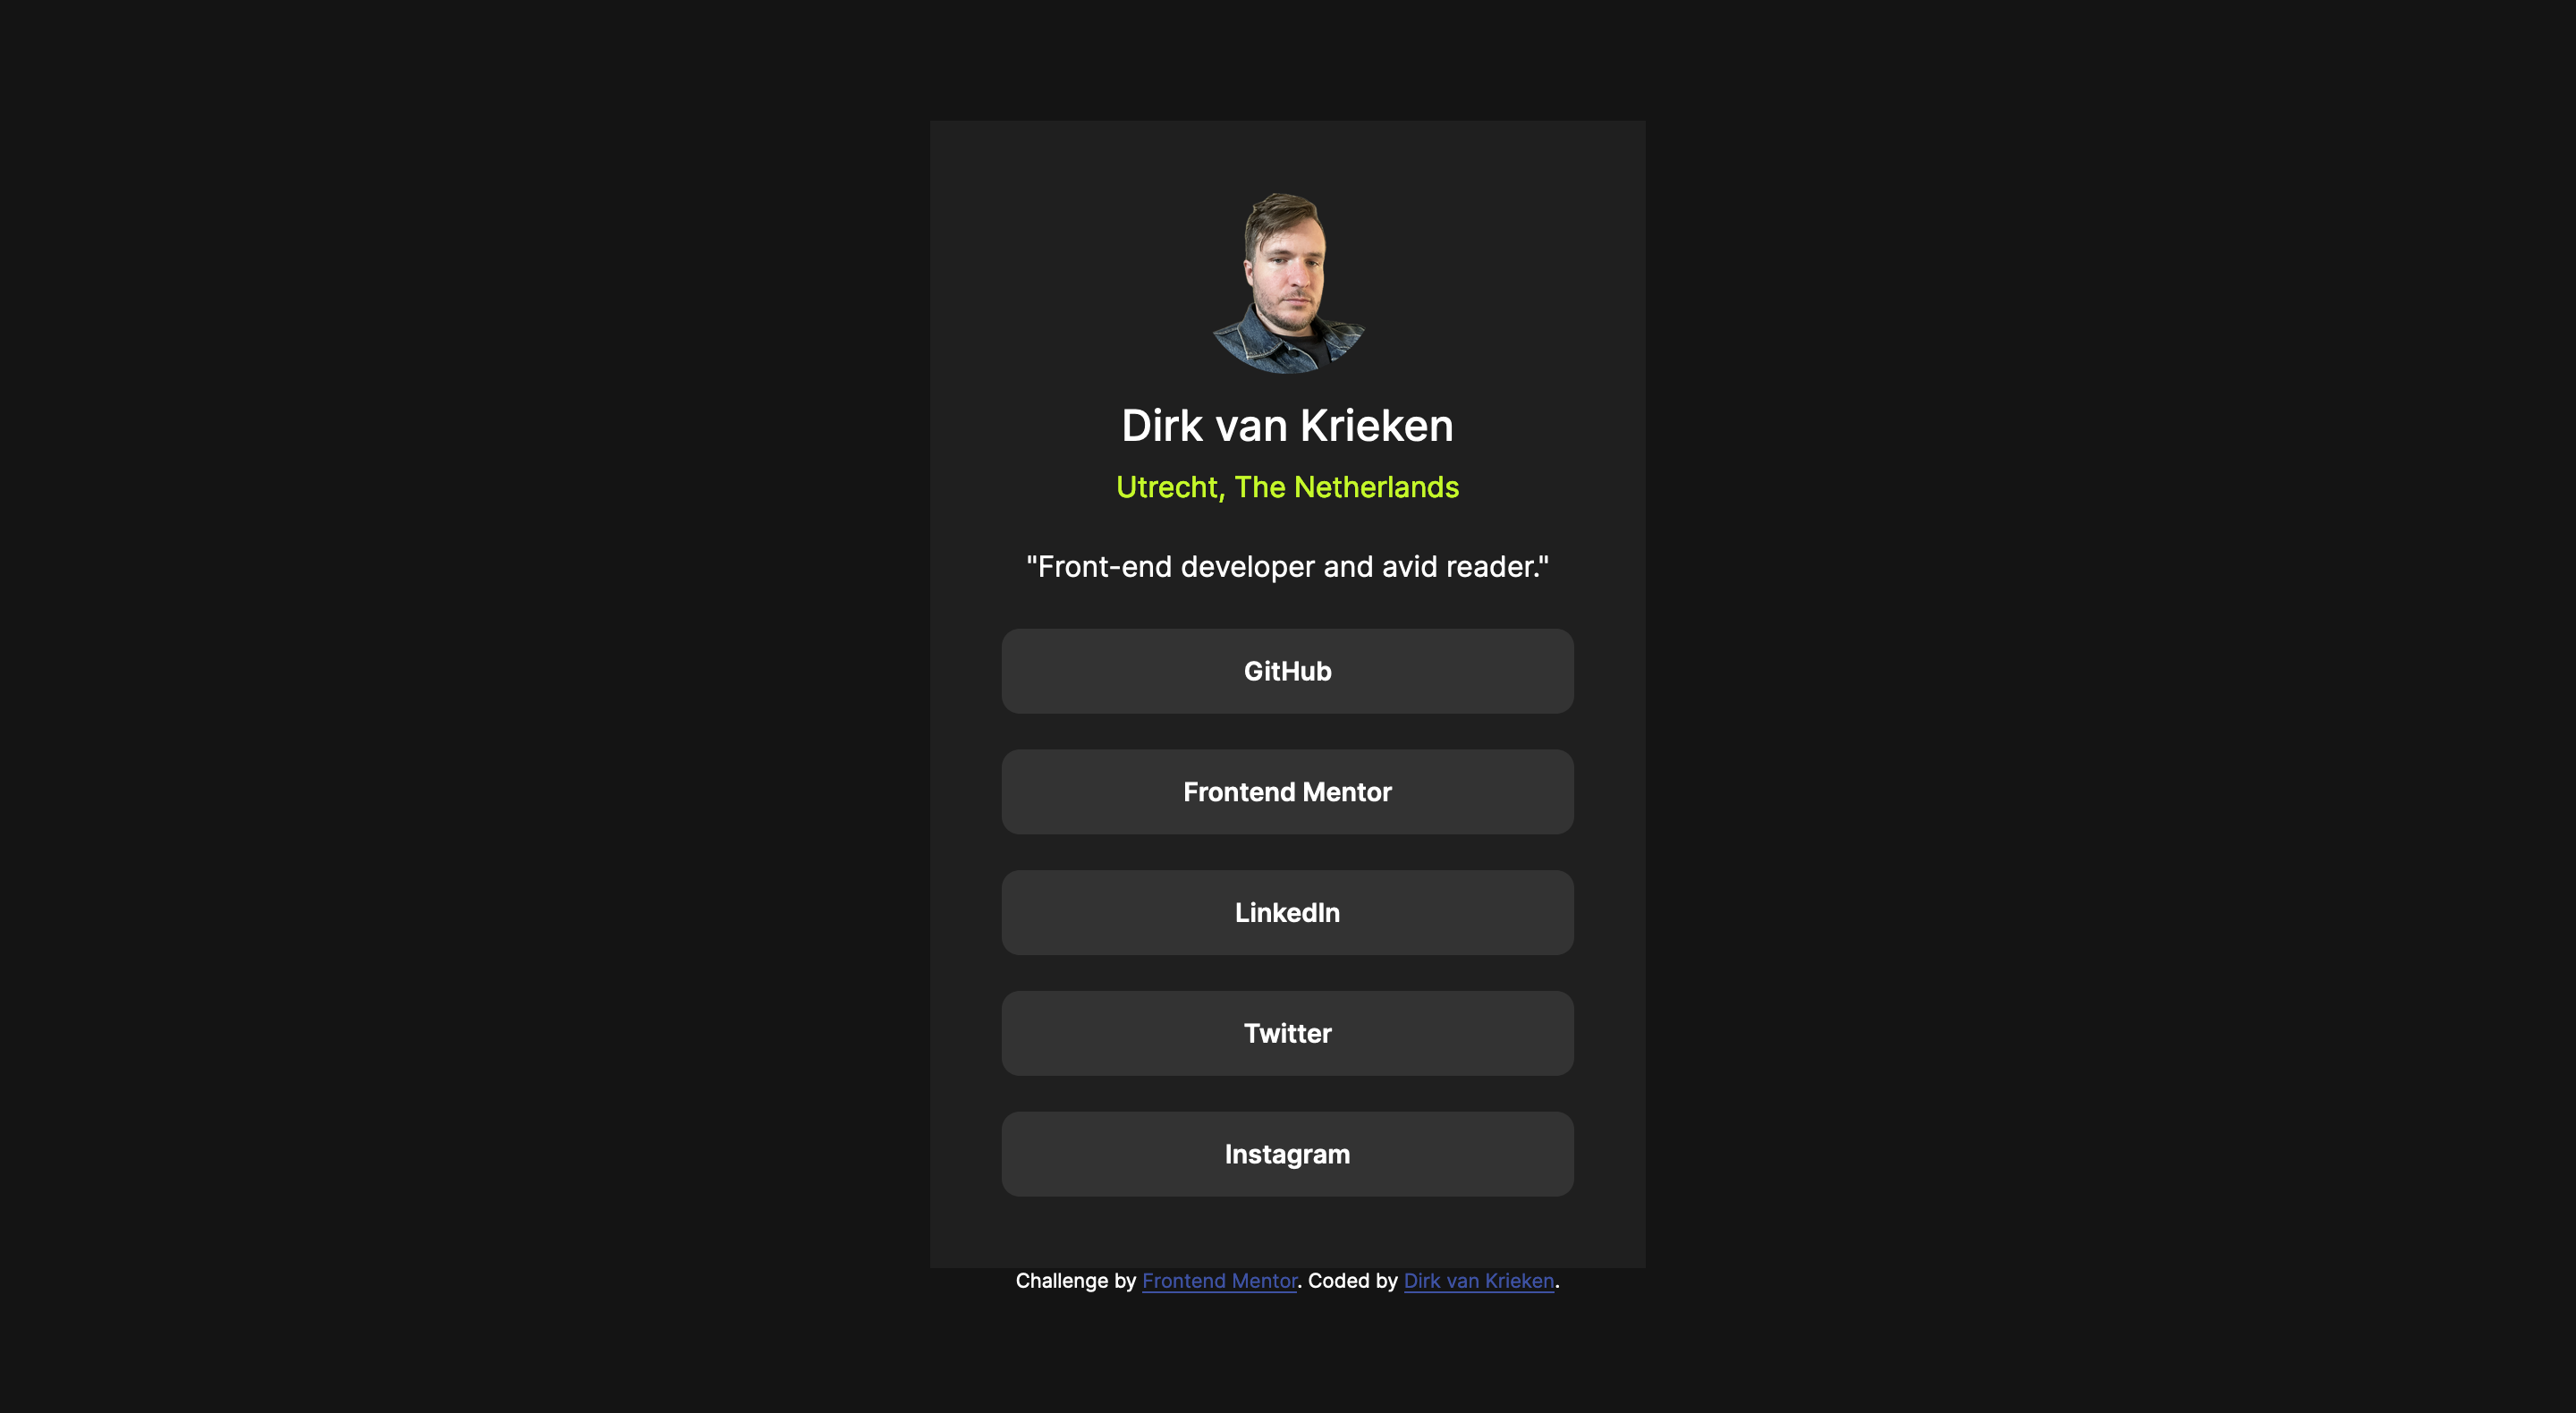 Dirk van Krieken
Utrecht, The Netherlands
"Front-end developer and avid reader."
GitHub
Frontend Mentor
LinkedIn
Twitter
Instagram
Challenge by Frontend Mentor. Coded by Dirk van Krieken.